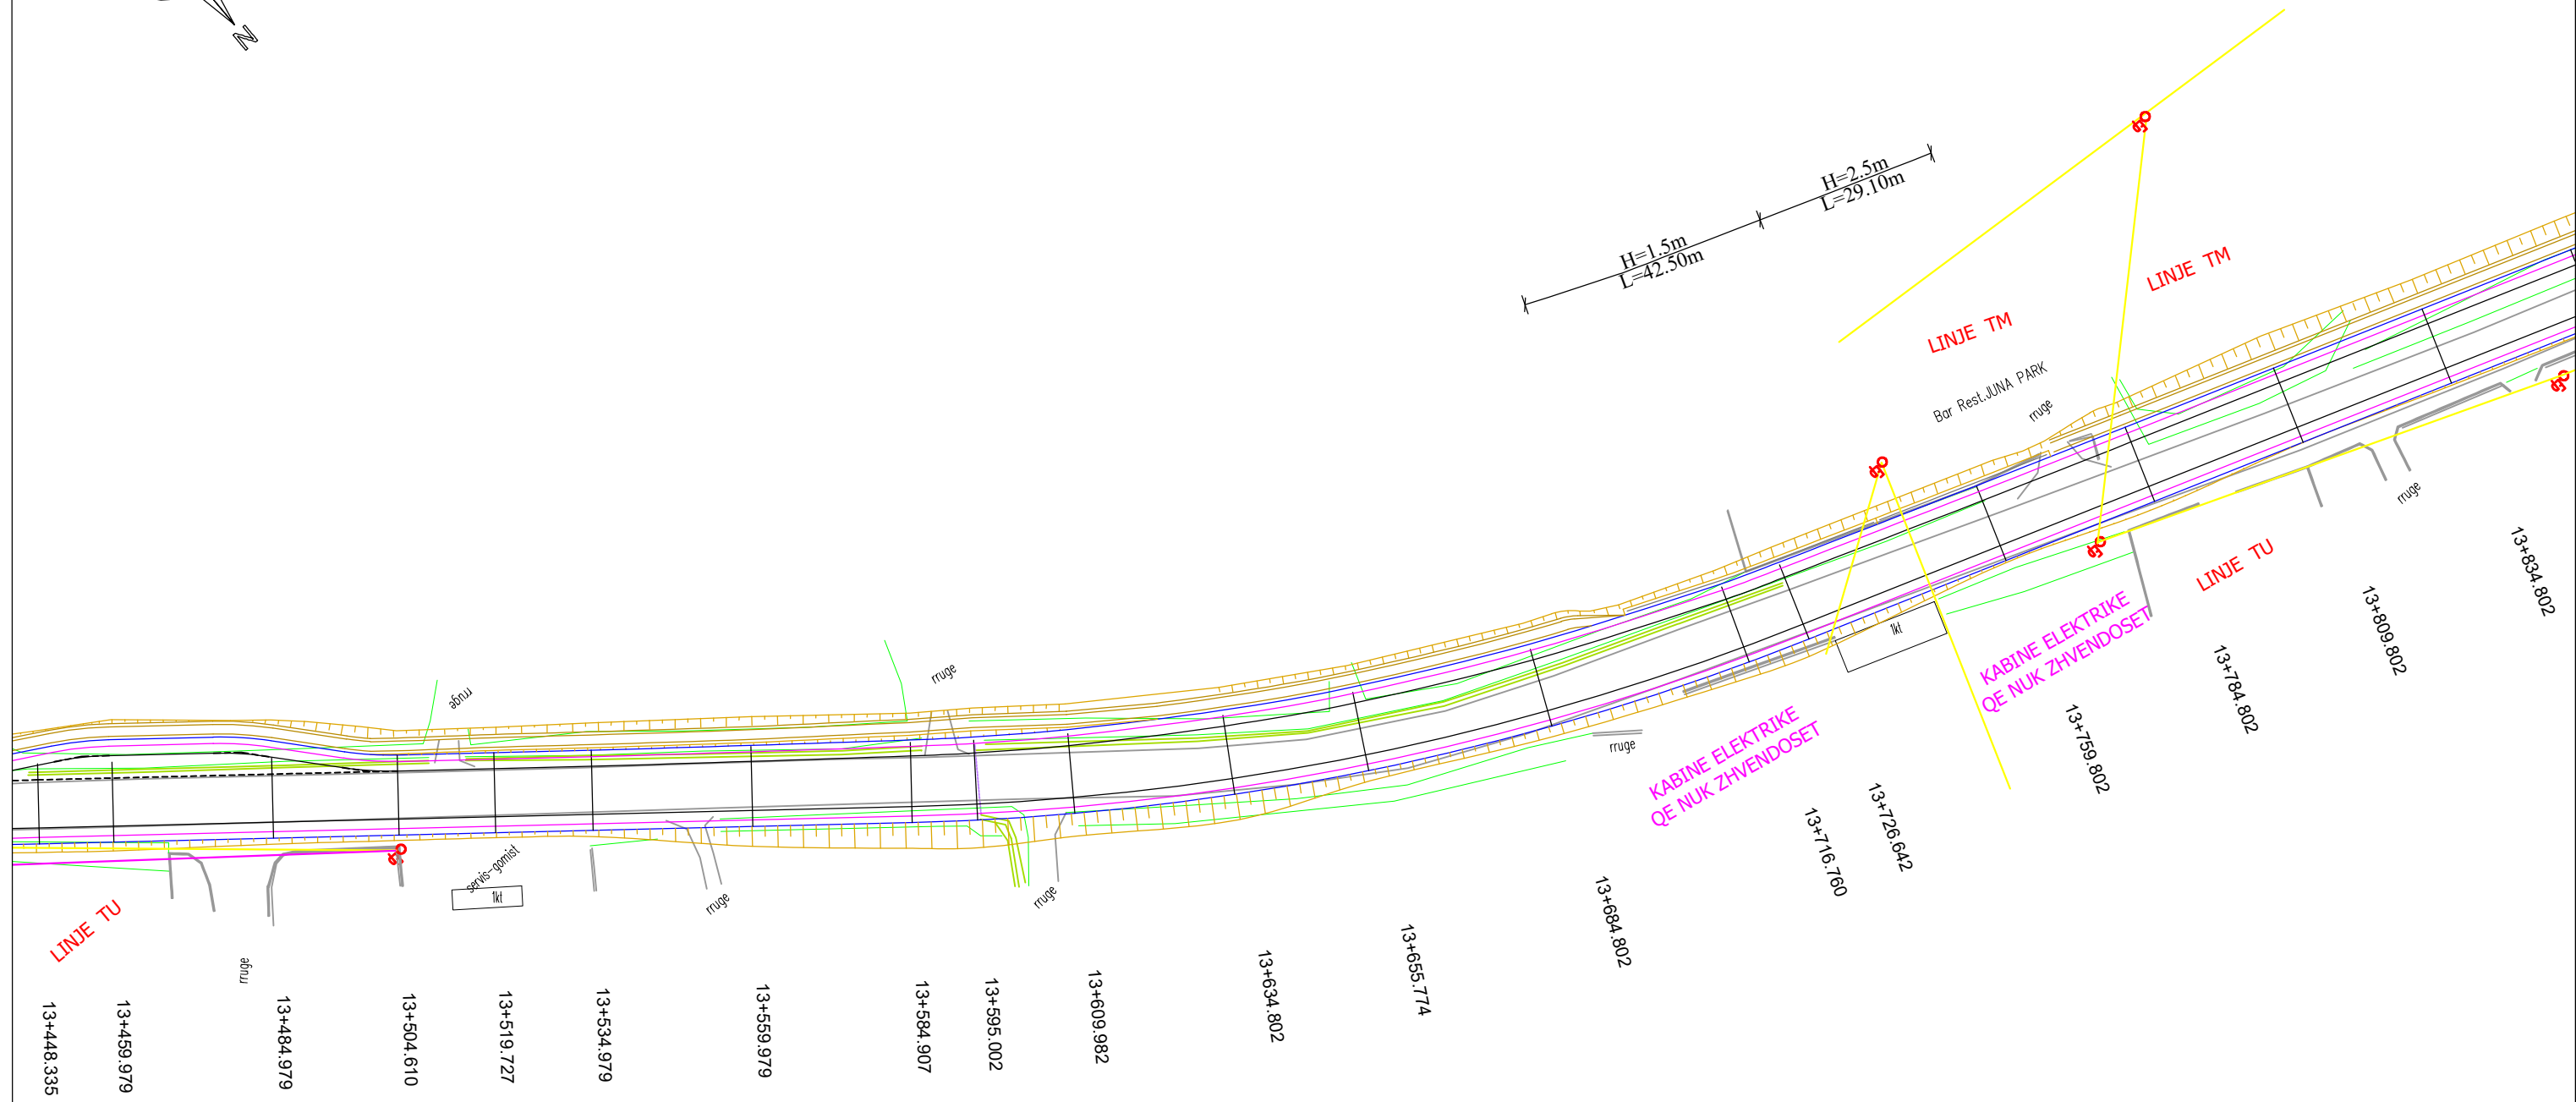 N
H=2.5m
L=29.10m
H=1.5m
L=42.50m
LINJE TM
LINJE TM
Bar Rest.JUNA PARK
rruge
rruge
LINJE TU
KABINE ELEKTRIKE
QE NUK ZHVENDOSET
1kt
KABINE ELEKTRIKE
QE NUK ZHVENDOSET
rruge
rruge
rruge
servis-gomist
1kt
rruge
rruge
LINJE TU
rruge
13+448.335
13+459.979
13+484.979
13+504.610
13+519.727
13+534.979
13+559.979
13+584.907
13+595.002
13+609.982
13+634.802
13+655.774
13+684.802
13+716.760
13+726.642
13+759.802
13+784.802
13+809.802
13+834.802